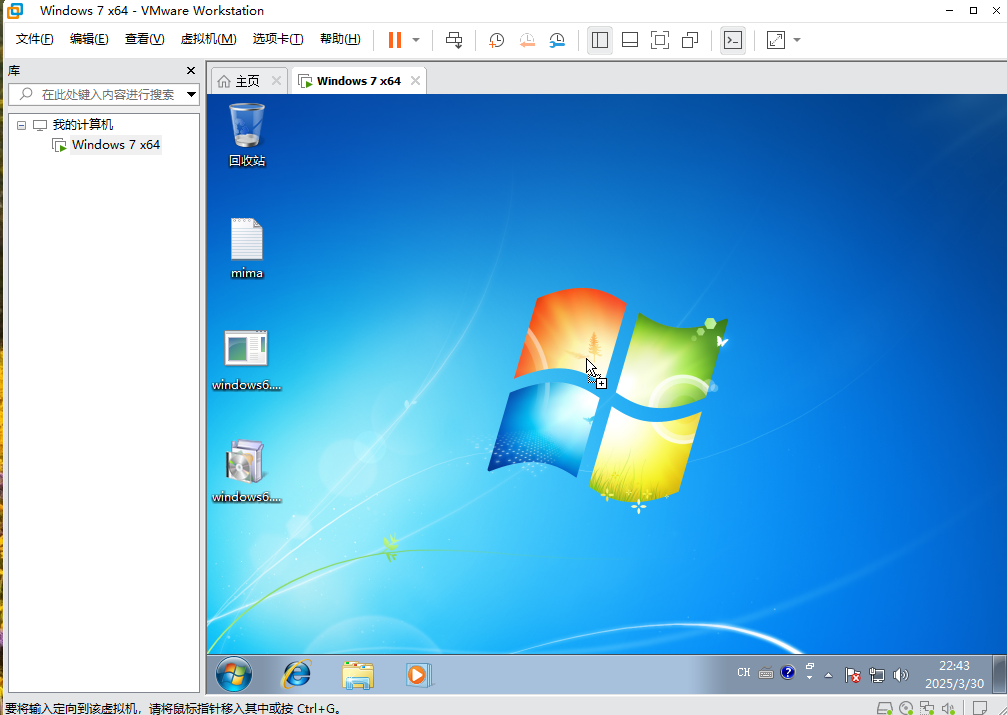 Windows 7 x64 - VMware Workstation
文件(F) 编辑(E) 查看(V) 虚拟机(M) 选项卡(T) 帮助(H)
库
主页
Windows 7 x64
在此处键入内容进行搜索
我的计算机
Windows 7 x64
回收站
mima
windows6....
windows6....
CH
22:43
2025/3/30
要将输入定向到该虚拟机，请将鼠标指针移入其中或按 Ctrl+G。